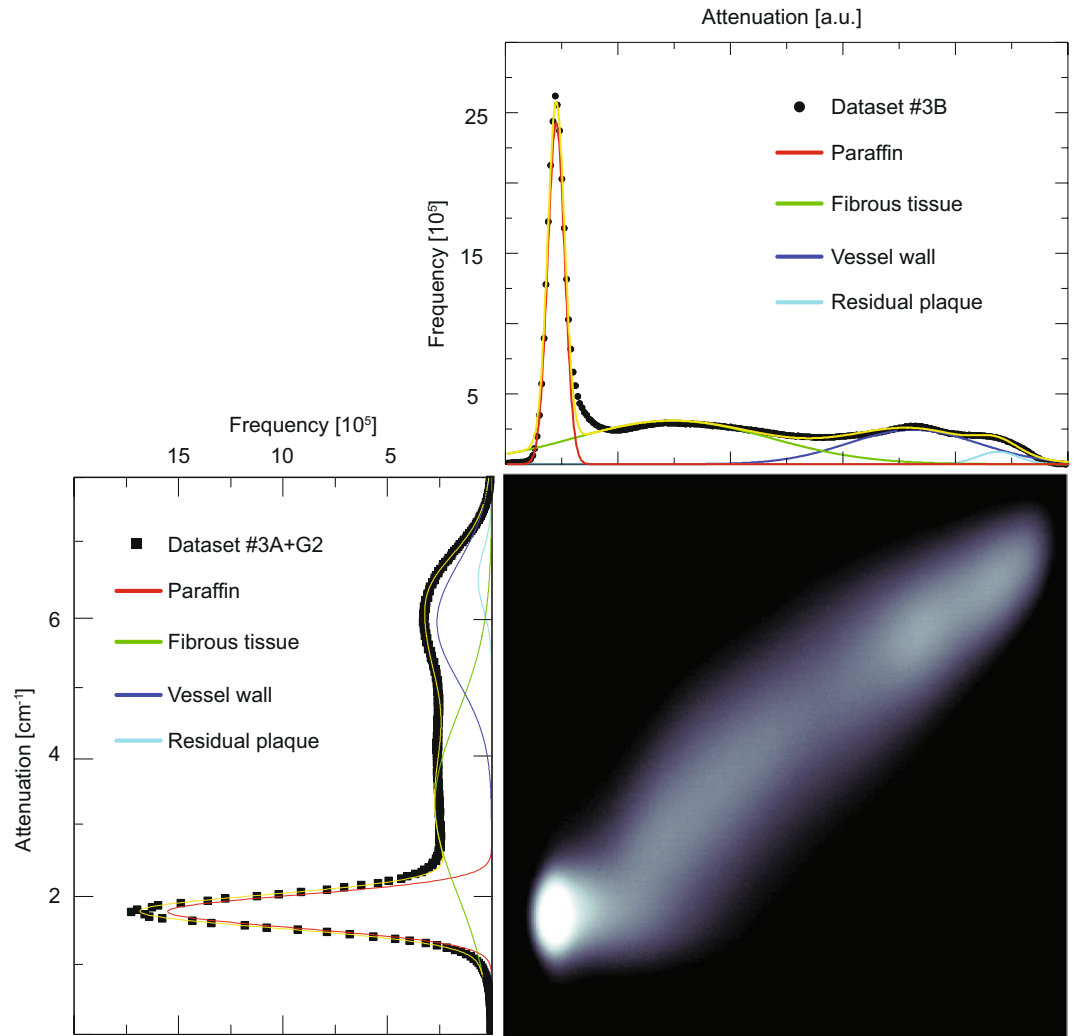 Attenuation [a.u.]
Frequency [10⁵]
25
15
5
Dataset #3B
Paraffin
Fibrous tissue
Vessel wall
Residual plaque
Frequency [10⁵]
15
10
5
Attenuation [cm⁻¹]
6
4
2
Dataset #3A+G2
Paraffin
Fibrous tissue
Vessel wall
Residual plaque